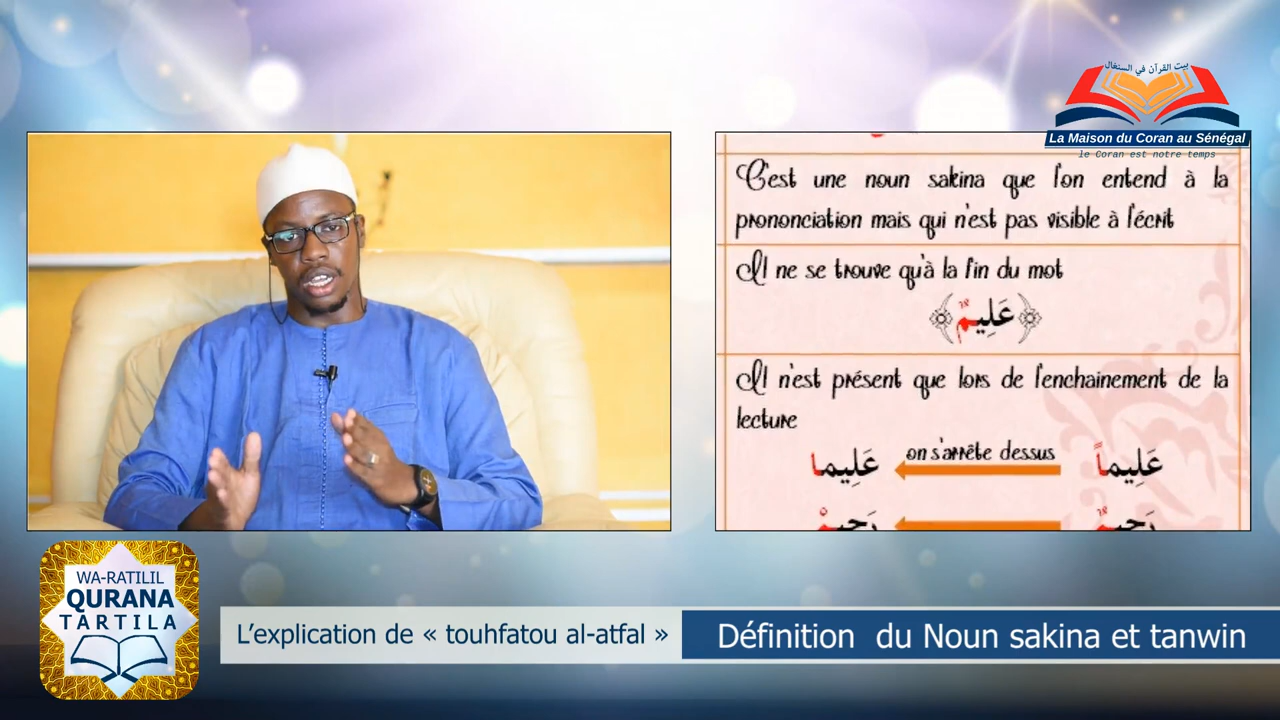 بيت القرآن في السنغال
La Maison du Coran au Sénégal
le Coran est notre temps
C'est une noun sakina que l'on entend à la
prononciation mais qui n'est pas visible à l'écrit
Il ne se trouve qu'à la fin du mot
﴿عَلِيمٌ﴾
Il n'est présent que lors de l'enchainement de la
lecture
عَلِيماً on s'arrête dessus عَلِيما
WA-RATILIL
QURANA
TARTILA
L'explication de « touhfatou al-atfal »
Définition du Noun sakina et tanwin